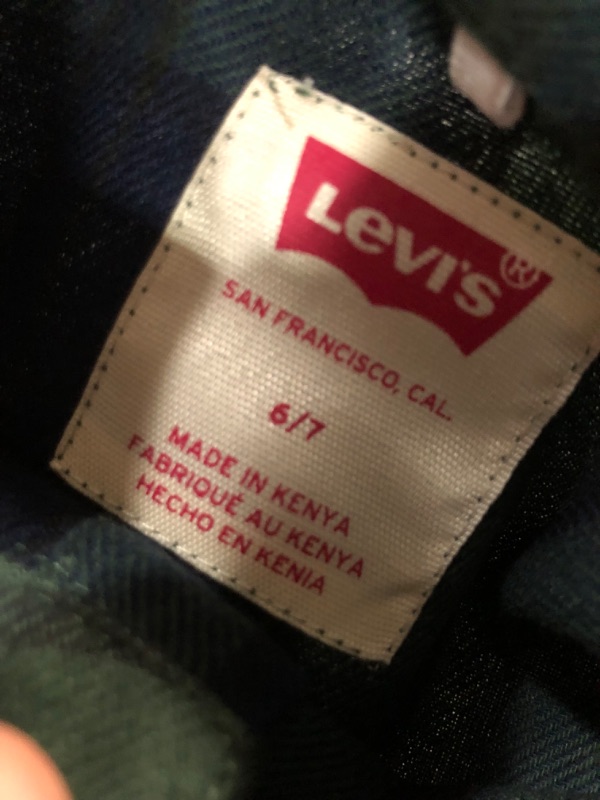 Levi's®
SAN FRANCISCO, CAL.
6/7
MADE IN KENYA
FABRIQUÉ AU KENYA
HECHO EN KENIA